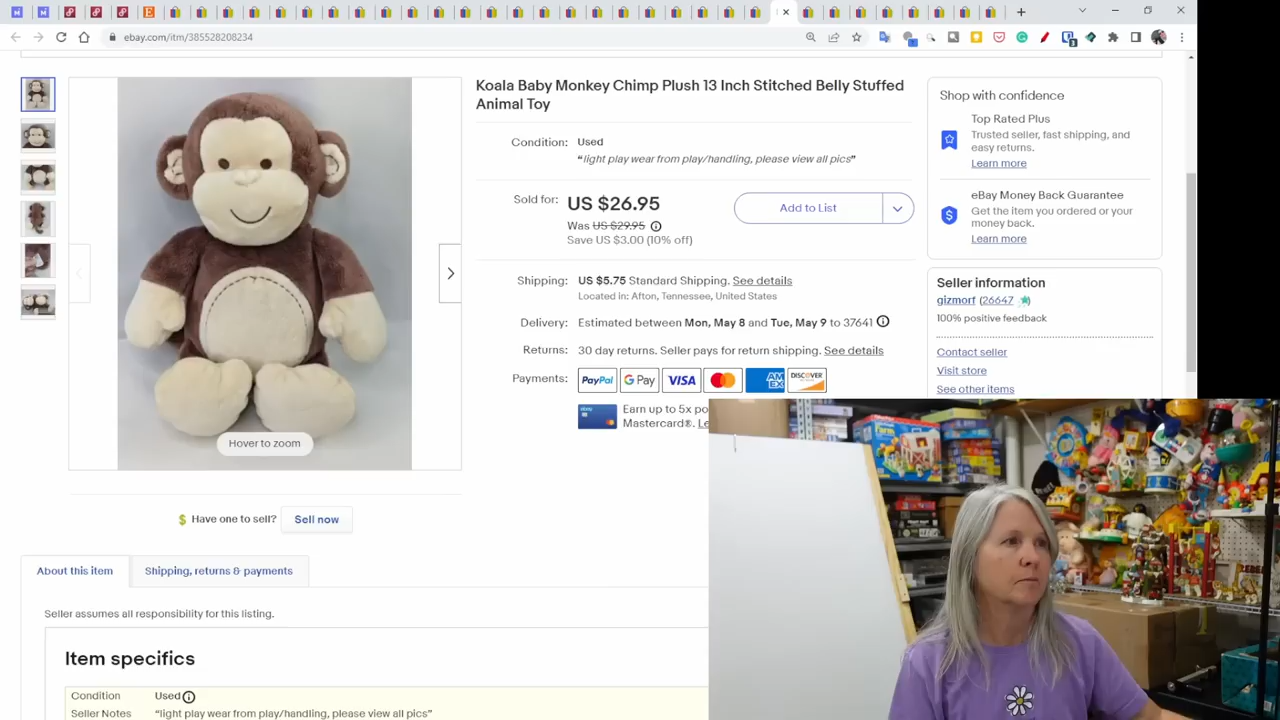 ebay.com/itm/385528208234
Koala Baby Monkey Chimp Plush 13 Inch Stitched Belly Stuffed
Animal Toy
Condition: Used
“light play wear from play/handling, please view all pics”
Sold for: US $26.95
Was US $29.95
Save US $3.00 (10% off)
Add to List
Shipping: US $5.75 Standard Shipping. See details
Located in: Afton, Tennessee, United States
Delivery: Estimated between Mon, May 8 and Tue, May 9 to 37641
Returns: 30 day returns. Seller pays for return shipping. See details
Payments: PayPal G Pay VISA AM EX DISCOVER
Earn up to 5x po
Mastercard®. Le
Hover to zoom
Have one to sell? Sell now
Shop with confidence
Top Rated Plus
Trusted seller, fast shipping, and
easy returns.
Learn more
eBay Money Back Guarantee
Get the item you ordered or your
money back.
Learn more
Seller information
gizmorf (26647
100% positive feedback
Contact seller
Visit store
See other items
About this item
Shipping, returns & payments
Seller assumes all responsibility for this listing.
Item specifics
Condition Used
Seller Notes “light play wear from play/handling, please view all pics”
Farm